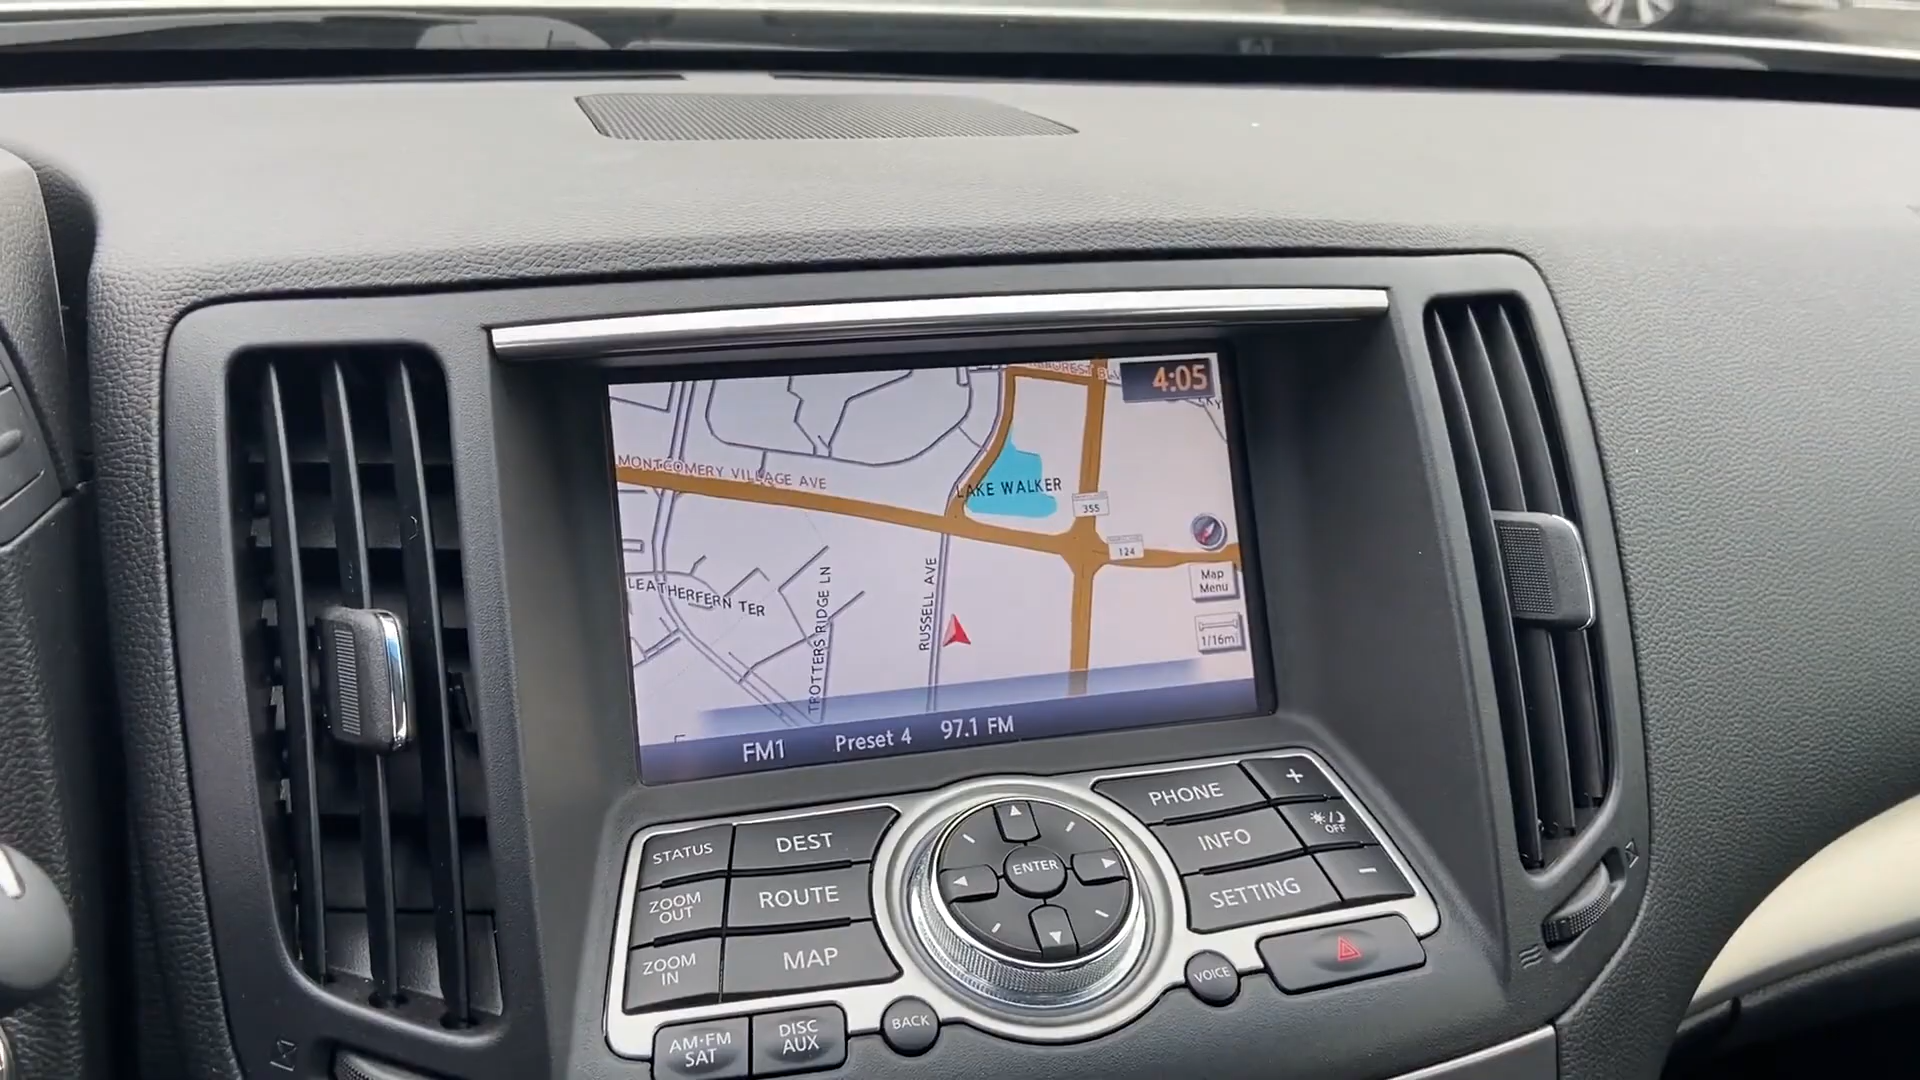 4:05
MONTGOMERY VILLAGE AVE
LAKE WALKER
355
124
Map
Menu
1/16m
LEATHERFERN TER
TROTTERS RIDGE LN
RUSSELL AVE
FM1 Preset 4 97.1 FM
STATUS
DEST
ZOOM
OUT
ROUTE
ZOOM
IN
MAP
AM·FM
SAT
DISC
AUX
BACK
ENTER
PHONE
+
INFO
OFF
SETTING
−
VOICE